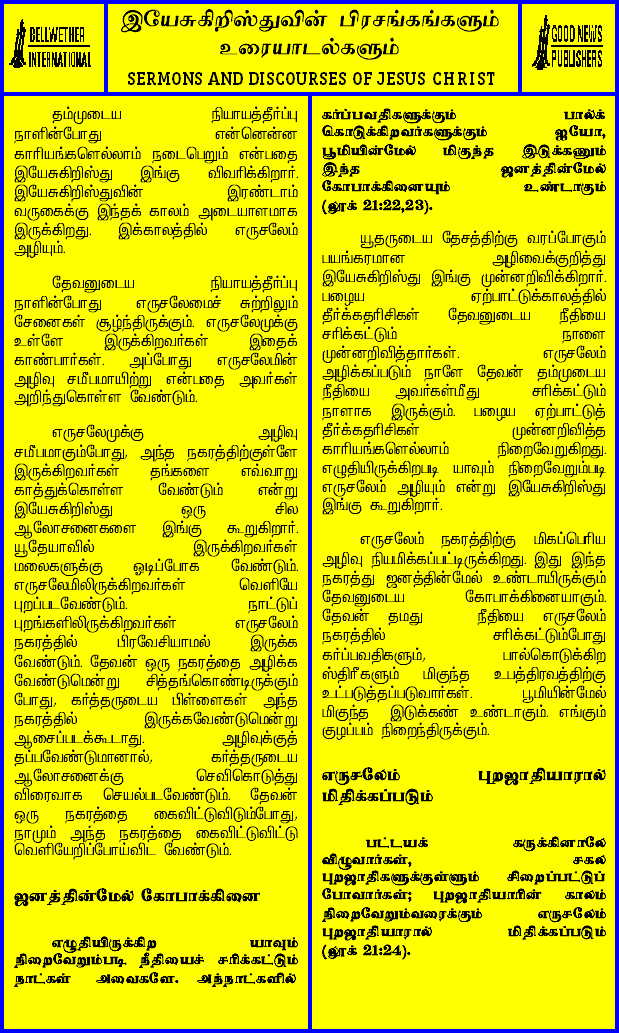 BELLWETHER
INTERNATIONAL
இயேசுகிறிஸ்துவின் பிரசங்கங்களும்
உரையாடல்களும்
SERMONS AND DISCOURSES OF JESUS CHRIST
GOOD NEWS
PUBLISHERS
தம்முடைய நியாயத்தீர்ப்பு
நாளின்போது என்னென்ன
காரியங்களெல்லாம் நடைபெறும் என்பதை
இயேசுகிறிஸ்து இங்கு விவரிக்கிறார்.
இயேசுகிறிஸ்துவின் இரண்டாம்
வருகைக்கு இந்தக் காலம் அடையாளமாக
இருக்கிறது. இக்காலத்தில் எருசலேம்
அழியும்.
தேவனுடைய நியாயத்தீர்ப்பு
நாளின்போது எருசலேமைச் சுற்றிலும்
சேனைகள் சூழ்ந்திருக்கும். எருசலேமுக்கு
உள்ளே இருக்கிறவர்கள் இதைக்
காண்பார்கள். அப்போது எருசலேமின்
அழிவு சமீபமாயிற்று என்பதை அவர்கள்
அறிந்துகொள்ள வேண்டும்.
எருசலேமுக்கு அழிவு
சமீபமாகும்போது, அந்த நகரத்திற்குள்ளே
இருக்கிறவர்கள் தங்களை எவ்வாறு
காத்துக்கொள்ள வேண்டும் என்று
இயேசுகிறிஸ்து ஒரு சில
ஆலோசனைகளை இங்கு கூறுகிறார்.
யூதேயாவில் இருக்கிறவர்கள்
மலைகளுக்கு ஓடிப்போக வேண்டும்.
எருசலேமிலிருக்கிறவர்கள் வெளியே
புறப்படவேண்டும். நாட்டுப்
புறங்களிலிருக்கிறவர்கள் எருசலேம்
நகரத்தில் பிரவேசியாமல் இருக்க
வேண்டும். தேவன் ஒரு நகரத்தை அழிக்க
வேண்டுமென்று சித்தங்கொண்டிருக்கும்
போது, கர்த்தருடைய பிள்ளைகள் அந்த
நகரத்தில் இருக்கவேண்டுமென்று
ஆசைப்படக்கூடாது. அழிவுக்குத்
தப்பவேண்டுமானால், கர்த்தருடைய
ஆலோசனைக்கு செவிகொடுத்து
விரைவாக செயல்படவேண்டும். தேவன்
ஒரு நகரத்தை கைவிட்டுவிடும்போது,
நாமும் அந்த நகரத்தை கைவிட்டுவிட்டு
வெளியேறிப்போய்விட வேண்டும்.
ஜனத்தின்மேல் கோபாக்கினை
எழுதியிருக்கிற யாவும்
நிறைவேறும்படி நீதியைச் சரிக்கட்டும்
நாட்கள் அவைகளே. அந்நாட்களில்
கர்ப்பவதிகளுக்கும் பால்க்
கொடுக்கிறவர்களுக்கும் ஐயோ,
பூமியின்மேல் மிகுந்த இடுக்கணும்
இந்த ஜனத்தின்மேல்
கோபாக்கினையும் உண்டாகும்
(லூக் 21:22,23).
யூதருடைய தேசத்திற்கு வரப்போகும்
பயங்கரமான அழிவைக்குறித்து
இயேசுகிறிஸ்து இங்கு முன்னறிவிக்கிறார்.
பழைய ஏற்பாட்டுக்காலத்தில்
தீர்க்கதரிசிகள் தேவனுடைய நீதியை
சரிக்கட்டும் நாளை
முன்னறிவித்தார்கள். எருசலேம்
அழிக்கப்படும் நாளே தேவன் தம்முடைய
நீதியை அவர்கள்மீது சரிக்கட்டும்
நாளாக இருக்கும். பழைய ஏற்பாட்டுத்
தீர்க்கதரிசிகள் முன்னறிவித்த
காரியங்களெல்லாம் நிறைவேறுகிறது.
எழுதியிருக்கிறபடி யாவும் நிறைவேறும்படி
எருசலேம் அழியும் என்று இயேசுகிறிஸ்து
இங்கு கூறுகிறார்.
எருசலேம் நகரத்திற்கு மிகப்பெரிய
அழிவு நியமிக்கப்பட்டிருக்கிறது. இது இந்த
நகரத்து ஜனத்தின்மேல் உண்டாயிருக்கும்
தேவனுடைய கோபாக்கினையாகும்.
தேவன் தமது நீதியை எருசலேம்
நகரத்தில் சரிக்கட்டும்போது
கர்ப்பவதிகளும், பால்கொடுக்கிற
ஸ்திரீகளும் மிகுந்த உபத்திரவத்திற்கு
உட்படுத்தப்படுவார்கள். பூமியின்மேல்
மிகுந்த இடுக்கண் உண்டாகும். எங்கும்
குழப்பம் நிறைந்திருக்கும்.
எருசலேம் புறஜாதியாரால்
மிதிக்கப்படும்
பட்டயக் கருக்கினாலே
விழுவார்கள், சகல
புறஜாதிகளுக்குள்ளும் சிறைப்பட்டுப்
போவார்கள்; புறஜாதியாரின் காலம்
நிறைவேறும்வரைக்கும் எருசலேம்
புறஜாதியாரால் மிதிக்கப்படும்
(லூக் 21:24).